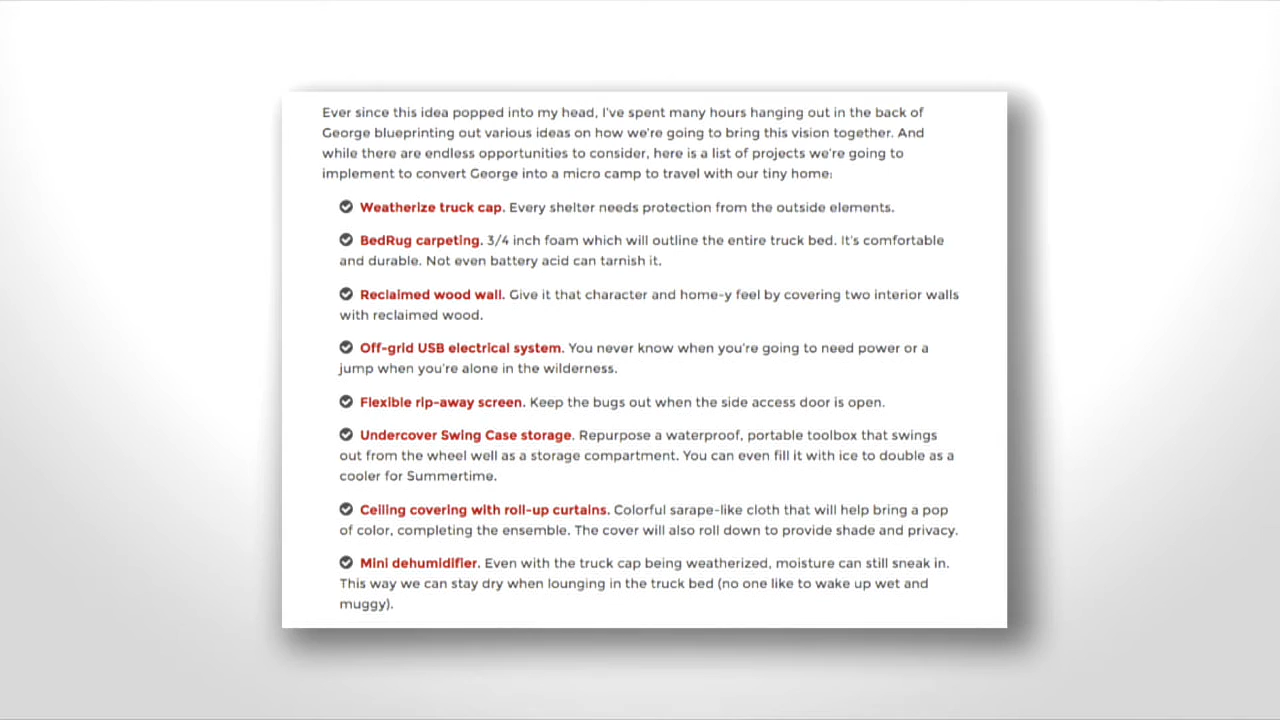 Ever since this idea popped into my head, I've spent many hours hanging out in the back of
George blueprinting out various ideas on how we're going to bring this vision together. And
while there are endless opportunities to consider, here is a list of projects we're going to
implement to convert George into a micro camp to travel with our tiny home:
Weatherize truck cap. Every shelter needs protection from the outside elements.
BedRug carpeting. 3/4 inch foam which will outline the entire truck bed. It's comfortable
and durable. Not even battery acid can tarnish it.
Reclaimed wood wall. Give it that character and home-y feel by covering two interior walls
with reclaimed wood.
Off-grid USB electrical system. You never know when you're going to need power or a
jump when you're alone in the wilderness.
Flexible rip-away screen. Keep the bugs out when the side access door is open.
Undercover Swing Case storage. Repurpose a waterproof, portable toolbox that swings
out from the wheel well as a storage compartment. You can even fill it with ice to double as a
cooler for Summertime.
Ceiling covering with roll-up curtains. Colorful sarape-like cloth that will help bring a pop
of color, completing the ensemble. The cover will also roll down to provide shade and privacy.
Mini dehumidifier. Even with the truck cap being weatherized, moisture can still sneak in.
This way we can stay dry when lounging in the truck bed (no one like to wake up wet and
muggy).